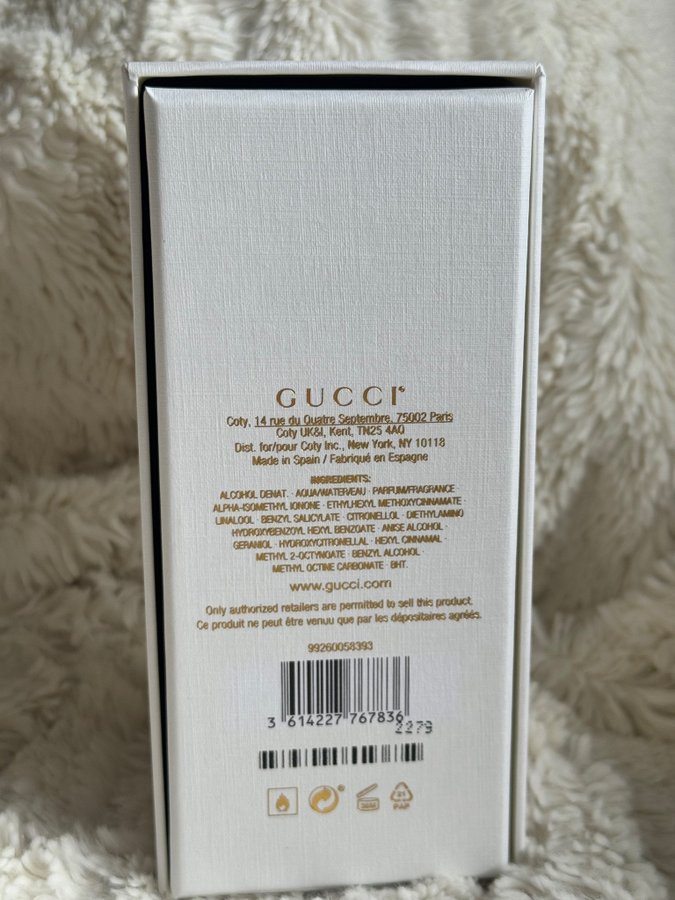 GUCCI
Coty, 14 rue du Quatre Septembre, 75002 Paris
Coty UK&I, Kent, TN25 4AQ
Dist. for/pour Coty Inc., New York, NY 10118
Made in Spain / Fabriqué en Espagne
INGREDIENTS:
ALCOHOL DENAT. · AQUA/WATER/EAU · PARFUM/FRAGRANCE ·
ALPHA-ISOMETHYL IONONE · ETHYLHEXYL METHOXYCINNAMATE ·
LINALOOL · BENZYL SALICYLATE · CITRONELLOL · DIETHYLAMINO
HYDROXYBENZOYL HEXYL BENZOATE · ANISE ALCOHOL ·
GERANIOL · HYDROXYCITRONELLAL · HEXYL CINNAMAL ·
METHYL 2-OCTYNOATE · BENZYL ALCOHOL ·
METHYL OCTINE CARBONATE · BHT.
www.gucci.com
Only authorized retailers are permitted to sell this product.
Ce produit ne peut être venuu que par les dépositaires agréés.
99260058393
3 614227 767836
2279
21
PAP